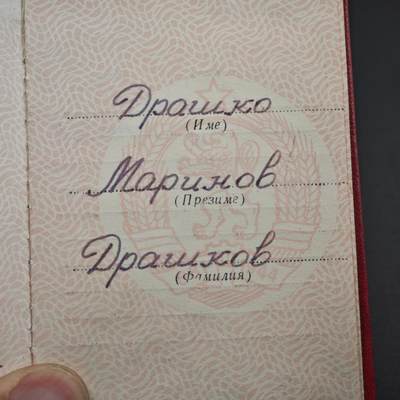 Драшко
(Име)
Маринов
(Презиме)
Драшков
(Фамилия)